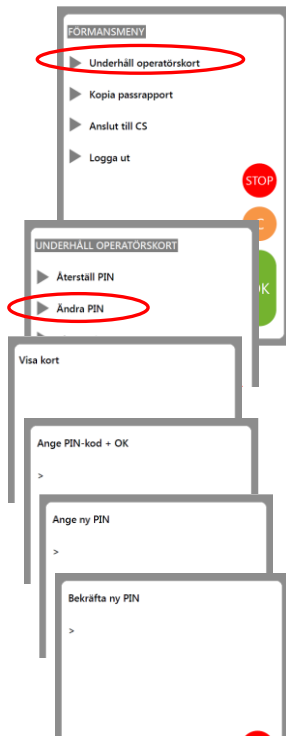 FÖRMANSMENY
Underhåll operatörskort
Kopia passrapport
Anslut till CS
Logga ut
STOP
C
UNDERHÅLL OPERATÖRSKORT
Återställ PIN
OK
Ändra PIN
Visa kort
Ange PIN-kod + OK
>
Ange ny PIN
>
Bekräfta ny PIN
>